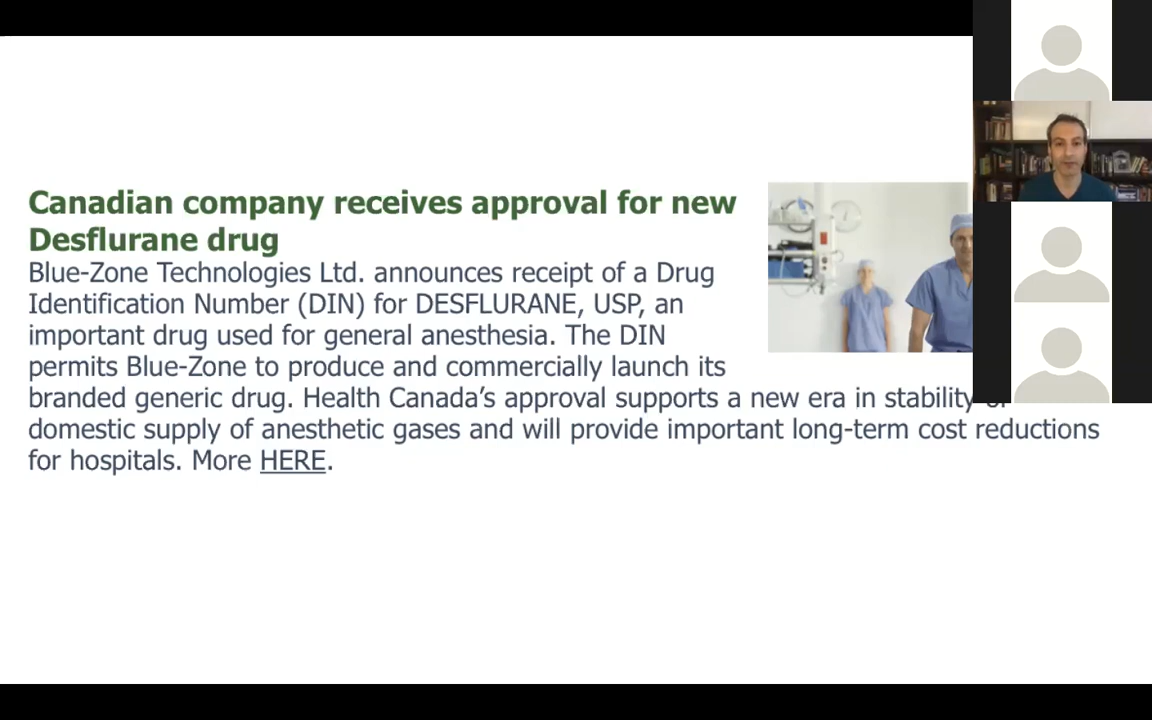 Canadian company receives approval for new
Desflurane drug
Blue-Zone Technologies Ltd. announces receipt of a Drug
Identification Number (DIN) for DESFLURANE, USP, an
important drug used for general anesthesia. The DIN
permits Blue-Zone to produce and commercially launch its
branded generic drug. Health Canada’s approval supports a new era in stability
domestic supply of anesthetic gases and will provide important long-term cost reductions
for hospitals. More HERE.